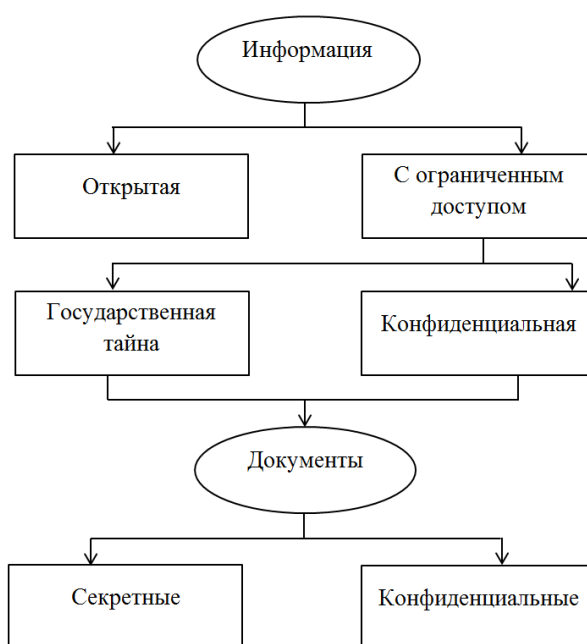 Информация
Открытая
С ограниченным
доступом
Государственная
тайна
Конфиденциальная
Документы
Секретные
Конфиденциальные